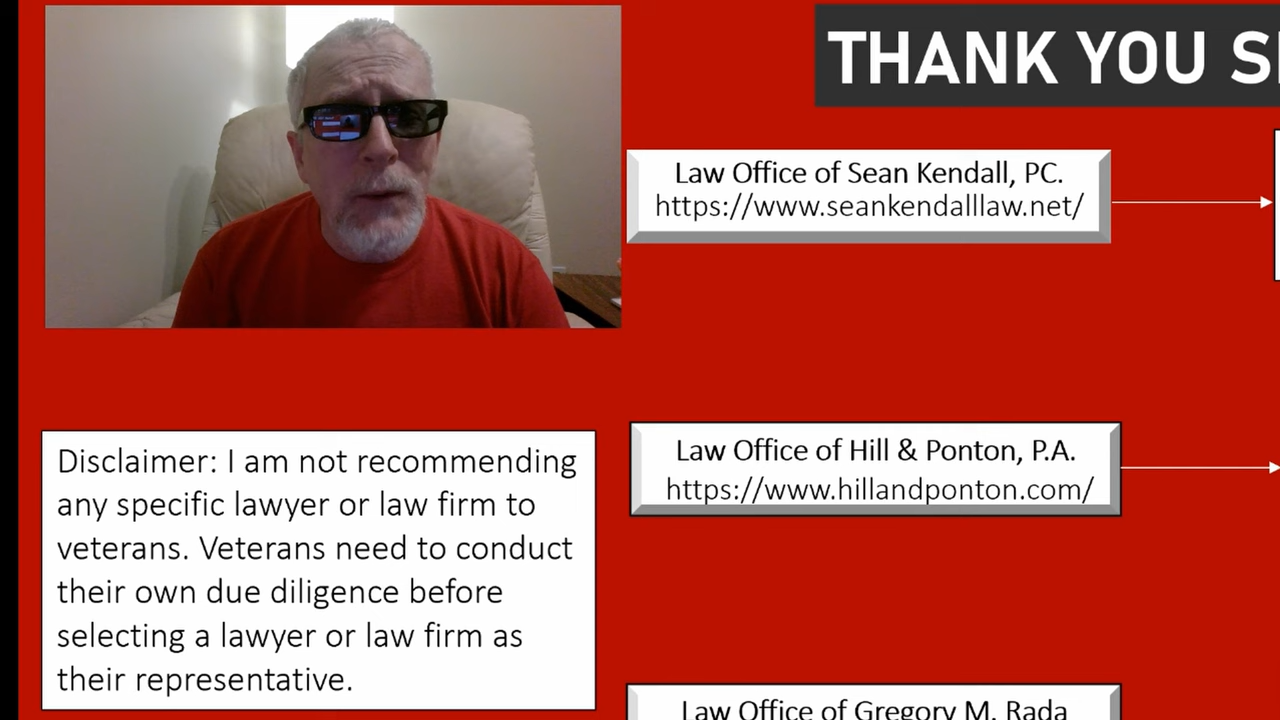 THANK YOU
Law Office of Sean Kendall, PC.
https://www.seankendalllaw.net/
Law Office of Hill & Ponton, P.A.
https://www.hillandponton.com/
Disclaimer: I am not recommending
any specific lawyer or law firm to
veterans. Veterans need to conduct
their own due diligence before
selecting a lawyer or law firm as
their representative.
Law Office of Gregory M. Rada